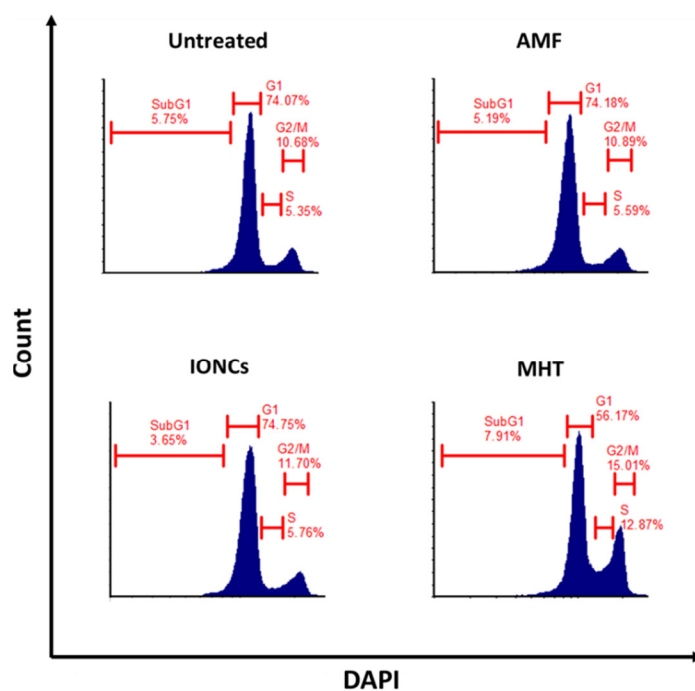 Untreated
G1
74.07%
SubG1
5.75%
G2/M
10.68%
S
5.35%
AMF
G1
74.18%
SubG1
5.19%
G2/M
10.89%
S
5.59%
Count
IONCs
G1
74.75%
SubG1
3.65%
G2/M
11.70%
S
5.76%
MHT
G1
56.17%
SubG1
7.91%
G2/M
15.01%
S
12.87%
DAPI